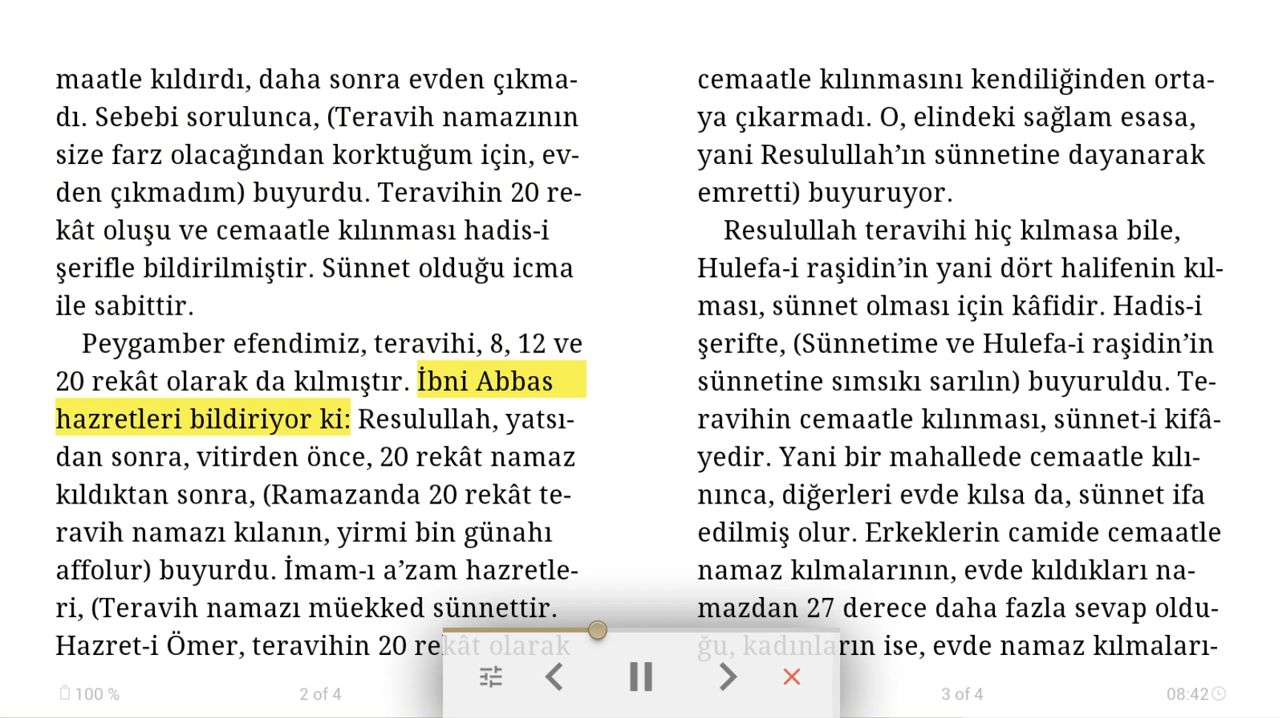 maatle kıldırdı, daha sonra evden çıkma-
dı. Sebebi sorulunca, (Teravih namazının
size farz olacağından korktuğum için, ev-
den çıkmadım) buyurdu. Teravihin 20 re-
kât oluşu ve cemaatle kılınması hadis-i
şerifle bildirilmiştir. Sünnet olduğu icma
ile sabittir.
Peygamber efendimiz, teravihi, 8, 12 ve
20 rekât olarak da kılmıştır. İbni Abbas
hazretleri bildiriyor ki: Resulullah, yatsı-
dan sonra, vitirden önce, 20 rekât namaz
kıldıktan sonra, (Ramazanda 20 rekât te-
ravih namazı kılanın, yirmi bin günahı
affolur) buyurdu. İmam-ı a’zam hazretle-
ri, (Teravih namazı müekked sünnettir.
Hazret-i Ömer, teravihin 20 rekât olarak
cemaatle kılınmasını kendiliğinden orta-
ya çıkarmadı. O, elindeki sağlam esasa,
yani Resulullah’ın sünnetine dayanarak
emretti) buyuruyor.
Resulullah teravihi hiç kılmasa bile,
Hulefa-i raşidin’in yani dört halifenin kıl-
ması, sünnet olması için kâfidir. Hadis-i
şerifte, (Sünnetime ve Hulefa-i raşidin’in
sünnetine sımsıkı sarılın) buyuruldu. Te-
ravihin cemaatle kılınması, sünnet-i kifâ-
yedir. Yani bir mahallede cemaatle kılı-
nınca, diğerleri evde kılsa da, sünnet ifa
edilmiş olur. Erkeklerin camide cemaatle
namaz kılmalarının, evde kıldıkları na-
mazdan 27 derece daha fazla sevap oldu-
ğu, kadınların ise, evde namaz kılmaları-
100 %
2 of 4
3 of 4
08:42